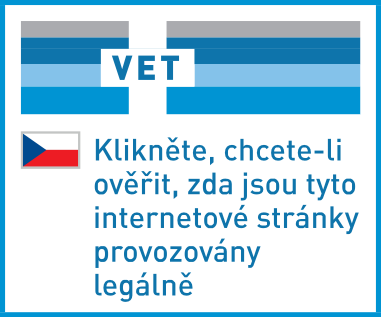 VET
Klikněte, chcete-li
ověřit, zda jsou tyto
internetové stránky
provozovány
legálně